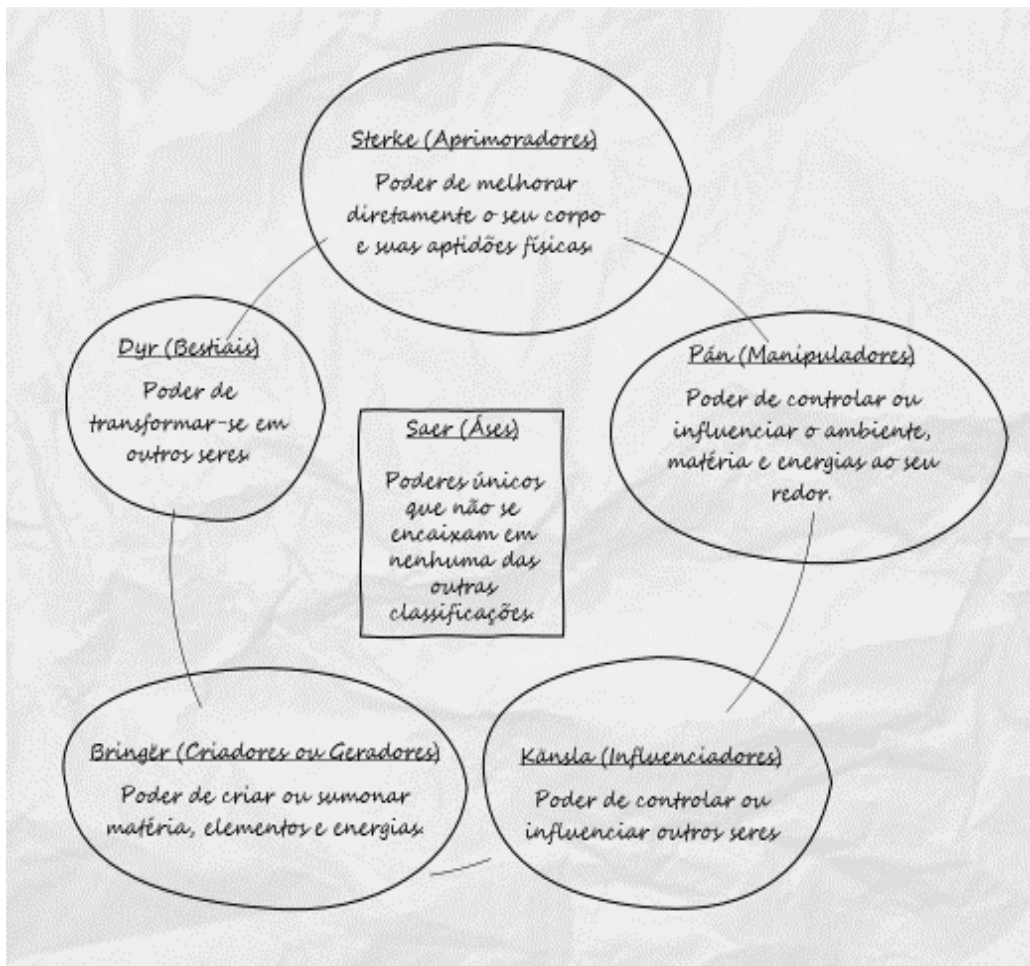 Sterke (Aprimoradores)
Poder de melhorar
diretamente o seu corpo
e suas aptidões físicas.
Dyr (Bestiais)
Poder de
transformar-se em
outros seres.
Pán (Manipuladores)
Poder de controlar ou
influenciar o ambiente,
matéria e energias ao seu
redor.
Saer (Áses)
Poderes únicos
que não se
encaixam em
nenhuma das
outras
classificações.
Bringër (Criadores ou Geradores)
Poder de criar ou sumonar
matéria, elementos e energias.
Känsla (Influenciadores)
Poder de controlar ou
influenciar outros seres